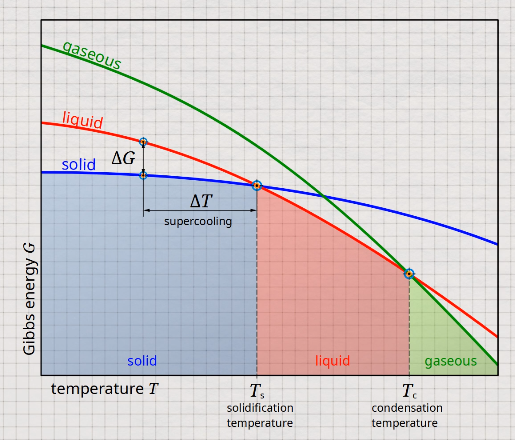 gaseous
liquid
solid
ΔG
ΔT
supercooling
Gibbs energy G
solid
liquid
gaseous
temperature T
Ts
Tc
solidification
temperature
condensation
temperature